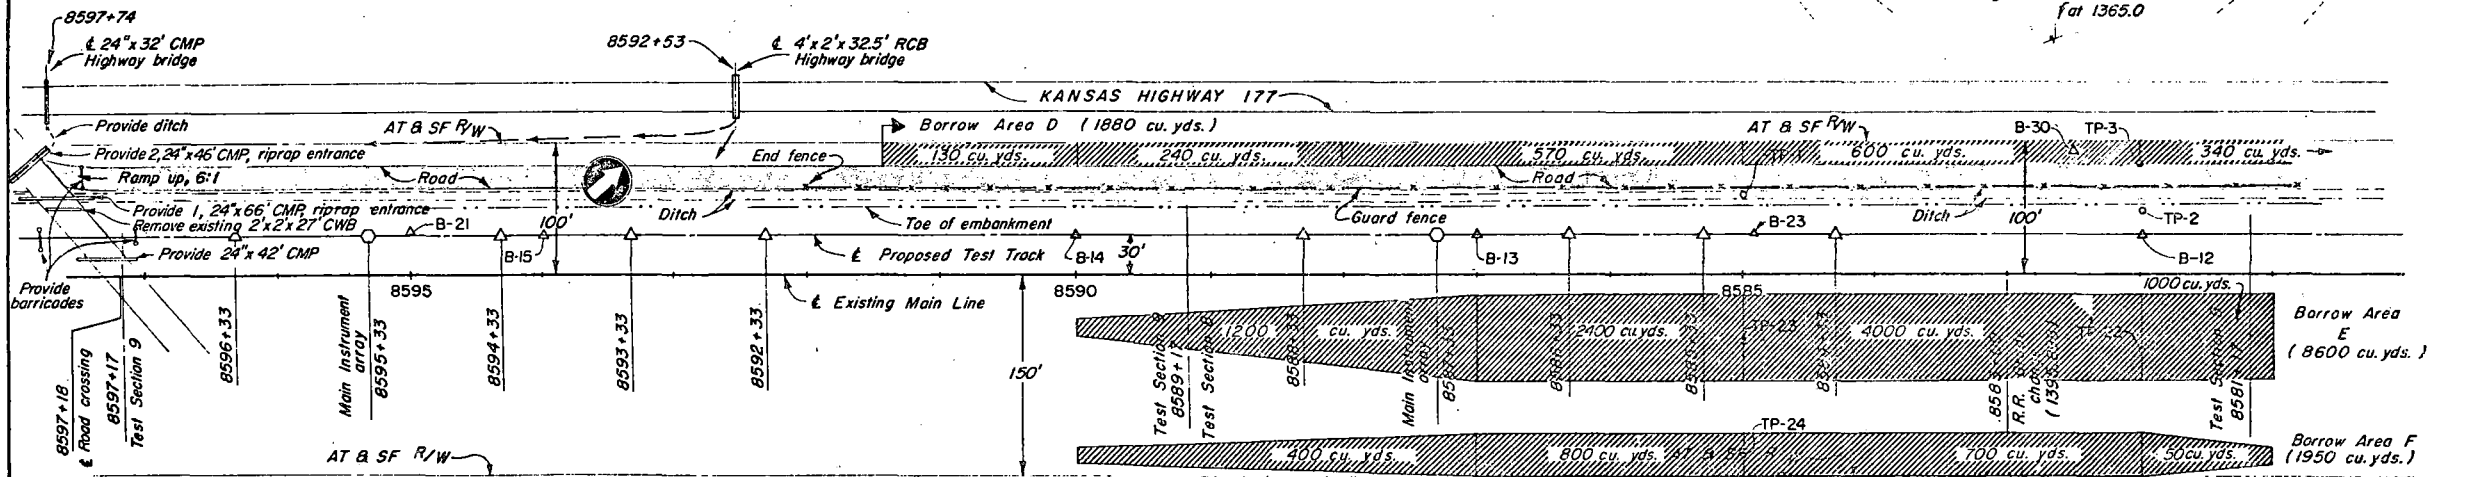 8597+74
℄ 24"x 32' CMP
Highway bridge
8592+53
℄ 4'x 2'x 32.5' RCB
Highway bridge
at 1365.0
KANSAS HIGHWAY 177
Provide ditch
AT & SF R/W
Borrow Area D (1880 cu. yds.)
AT & SF R/W
B-30
TP-3
Provide 2, 24"x 46' CMP, riprap entrance
End fence
130 cu. yds.
240 cu. yds.
570 cu. yds.
600 cu. yds.
340 cu. yds.
Ramp up, 6:1
Road
Road
Provide 1, 24"x 66' CMP, riprap entrance
Remove existing 2'x 2'x 27' CWB
B-21
100'
Ditch
Toe of embankment
Guard fence
B-23
Ditch
100'
TP-2
Provide 24"x 42' CMP
B-15
℄ Proposed Test Track
B-14
30'
B-13
B-12
Provide
barricades
8595
℄ Existing Main Line
8590
8585
1000 cu. yds.
8597+18
℄ Road crossing
8597+17
Test Section 9
8596+33
Main Instrument
array
8595+33
8594+33
8593+33
8592+33
150'
1200 cu. yds.
Test Section
8589+17
Test Section 8
8588+33
Main Instrument
array
2400 cu yds.
TP-23
4000 cu. yds.
R.R.
Test Section
Borrow Area
E
(8600 cu. yds.)
AT & SF R/W
400 cu. yds.
800 cu. yds.
TP-24
700 cu. yds.
50 cu. yds.
Borrow Area F
(1950 cu. yds.)